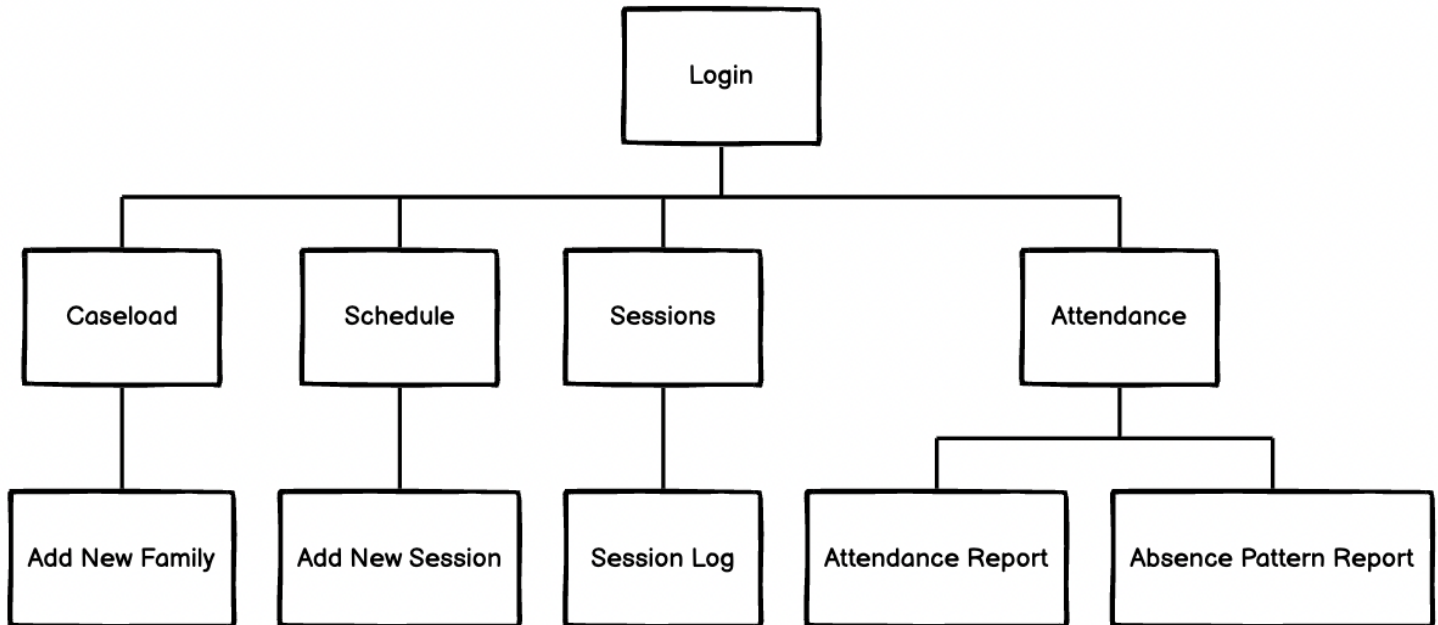 Login
Caseload
Schedule
Sessions
Attendance
Add New Family
Add New Session
Session Log
Attendance Report
Absence Pattern Report